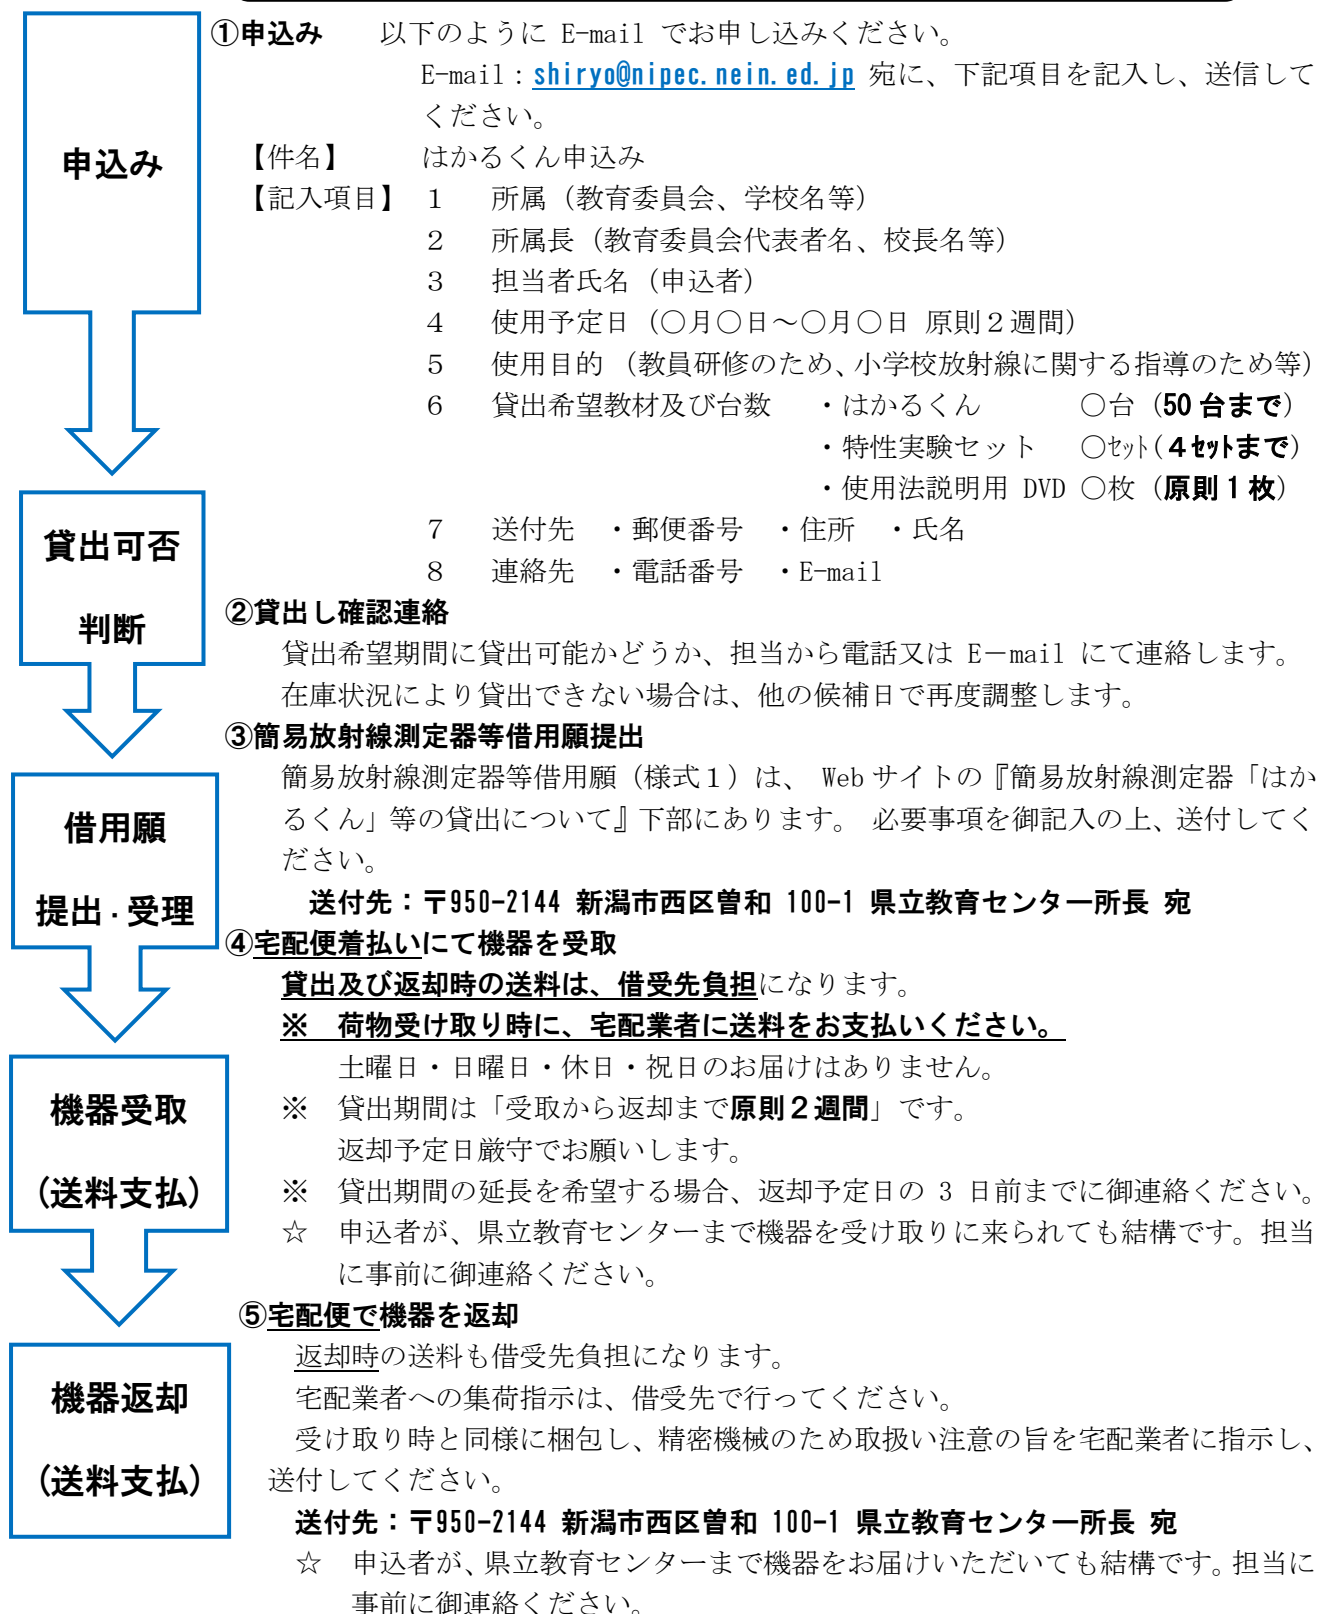 申込み
①申込み 以下のように E-mail でお申し込みください。
E-mail：shiryo@nipec.nein.ed.jp 宛に、下記項目を記入し、送信して
ください。
【件名】 はかるくん申込み
【記入項目】 1 所属（教育委員会、学校名等）
2 所属長（教育委員会代表者名、校長名等）
3 担当者氏名（申込者）
4 使用予定日（○月○日～○月○日 原則２週間）
5 使用目的（教員研修のため、小学校放射線に関する指導のため等）
6 貸出希望教材及び台数 ・はかるくん ○台（50 台まで）
・特性実験セット ○ｾｯﾄ（４ｾｯﾄまで）
・使用法説明用 DVD ○枚（原則１枚）
7 送付先 ・郵便番号 ・住所 ・氏名
8 連絡先 ・電話番号 ・E-mail
貸出可否
判断
②貸出し確認連絡
貸出希望期間に貸出可能かどうか、担当から電話又は E－mail にて連絡します。
在庫状況により貸出できない場合は、他の候補日で再度調整します。
③簡易放射線測定器等借用願提出
簡易放射線測定器等借用願（様式１）は、 Web サイトの『簡易放射線測定器「はか
るくん」等の貸出について』下部にあります。 必要事項を御記入の上、送付してく
ださい。
送付先：〒950-2144 新潟市西区曽和 100-1 県立教育センター所長 宛
借用願
提出・受理
④宅配便着払いにて機器を受取
貸出及び返却時の送料は、借受先負担になります。
※ 荷物受け取り時に、宅配業者に送料をお支払いください。
土曜日・日曜日・休日・祝日のお届けはありません。
※ 貸出期間は「受取から返却まで原則２週間」です。
返却予定日厳守でお願いします。
※ 貸出期間の延長を希望する場合、返却予定日の 3 日前までに御連絡ください。
☆ 申込者が、県立教育センターまで機器を受け取りに来られても結構です。担当
に事前に御連絡ください。
機器受取
（送料支払）
⑤宅配便で機器を返却
返却時の送料も借受先負担になります。
宅配業者への集荷指示は、借受先で行ってください。
受け取り時と同様に梱包し、精密機械のため取扱い注意の旨を宅配業者に指示し、
送付してください。
送付先：〒950-2144 新潟市西区曽和 100-1 県立教育センター所長 宛
☆ 申込者が、県立教育センターまで機器をお届けいただいても結構です。担当に
事前に御連絡ください。
機器返却
（送料支払）